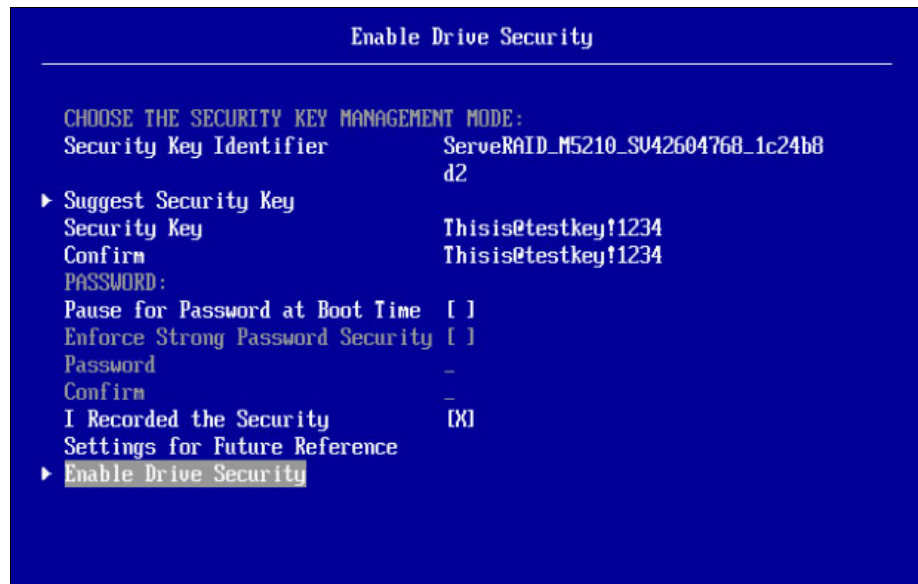 Enable Drive Security
CHOOSE THE SECURITY KEY MANAGEMENT MODE:
Security Key Identifier ServeRAID_M5210_SV42604768_1c24b8
d2
Suggest Security Key
Security Key Thisis@testkey!1234
Confirm Thisis@testkey!1234
PASSWORD:
Pause for Password at Boot Time [ ]
Enforce Strong Password Security [ ]
Password _
Confirm _
I Recorded the Security [X]
Settings for Future Reference
Enable Drive Security